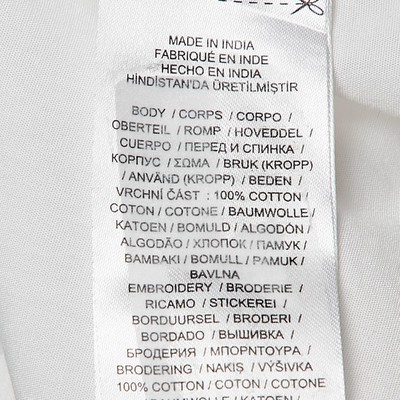 MADE IN INDIA
FABRIQUÉ EN INDE
HECHO EN INDIA
HİNDİSTAN'DA ÜRETİLMİŞTİR
BODY / CORPS / CORPO /
OBERTEIL / ROMP / HOVEDDEL /
CUERPO / ПЕРЕД И СПИНКА /
КОРПУС / ΣΩΜΑ / BRUK (KROPP)
/ ANVÄND (KROPP) / BEDEN /
VRCHNÍ ČÁST : 100% COTTON /
COTON / COTONE / BAUMWOLLE /
KATOEN / BOMULD / ALGODÓN /
ALGODÃO / ХЛОПОК / ПАМУК /
ΒΑΜΒΑΚΙ / BOMULL / PAMUK /
BAVLNA
EMBROIDERY / BRODERIE /
RICAMO / STICKEREI /
BORDUURSEL / BRODERI /
BORDADO / ВЫШИВКА /
БРОДЕРИЯ / ΜΠΟΡΝΤΟΥΡΑ /
BRODERING / NAKIŞ / VÝŠIVKA
100% COTTON / COTON / COTONE
/ BAUMWOLLE / KATOEN /